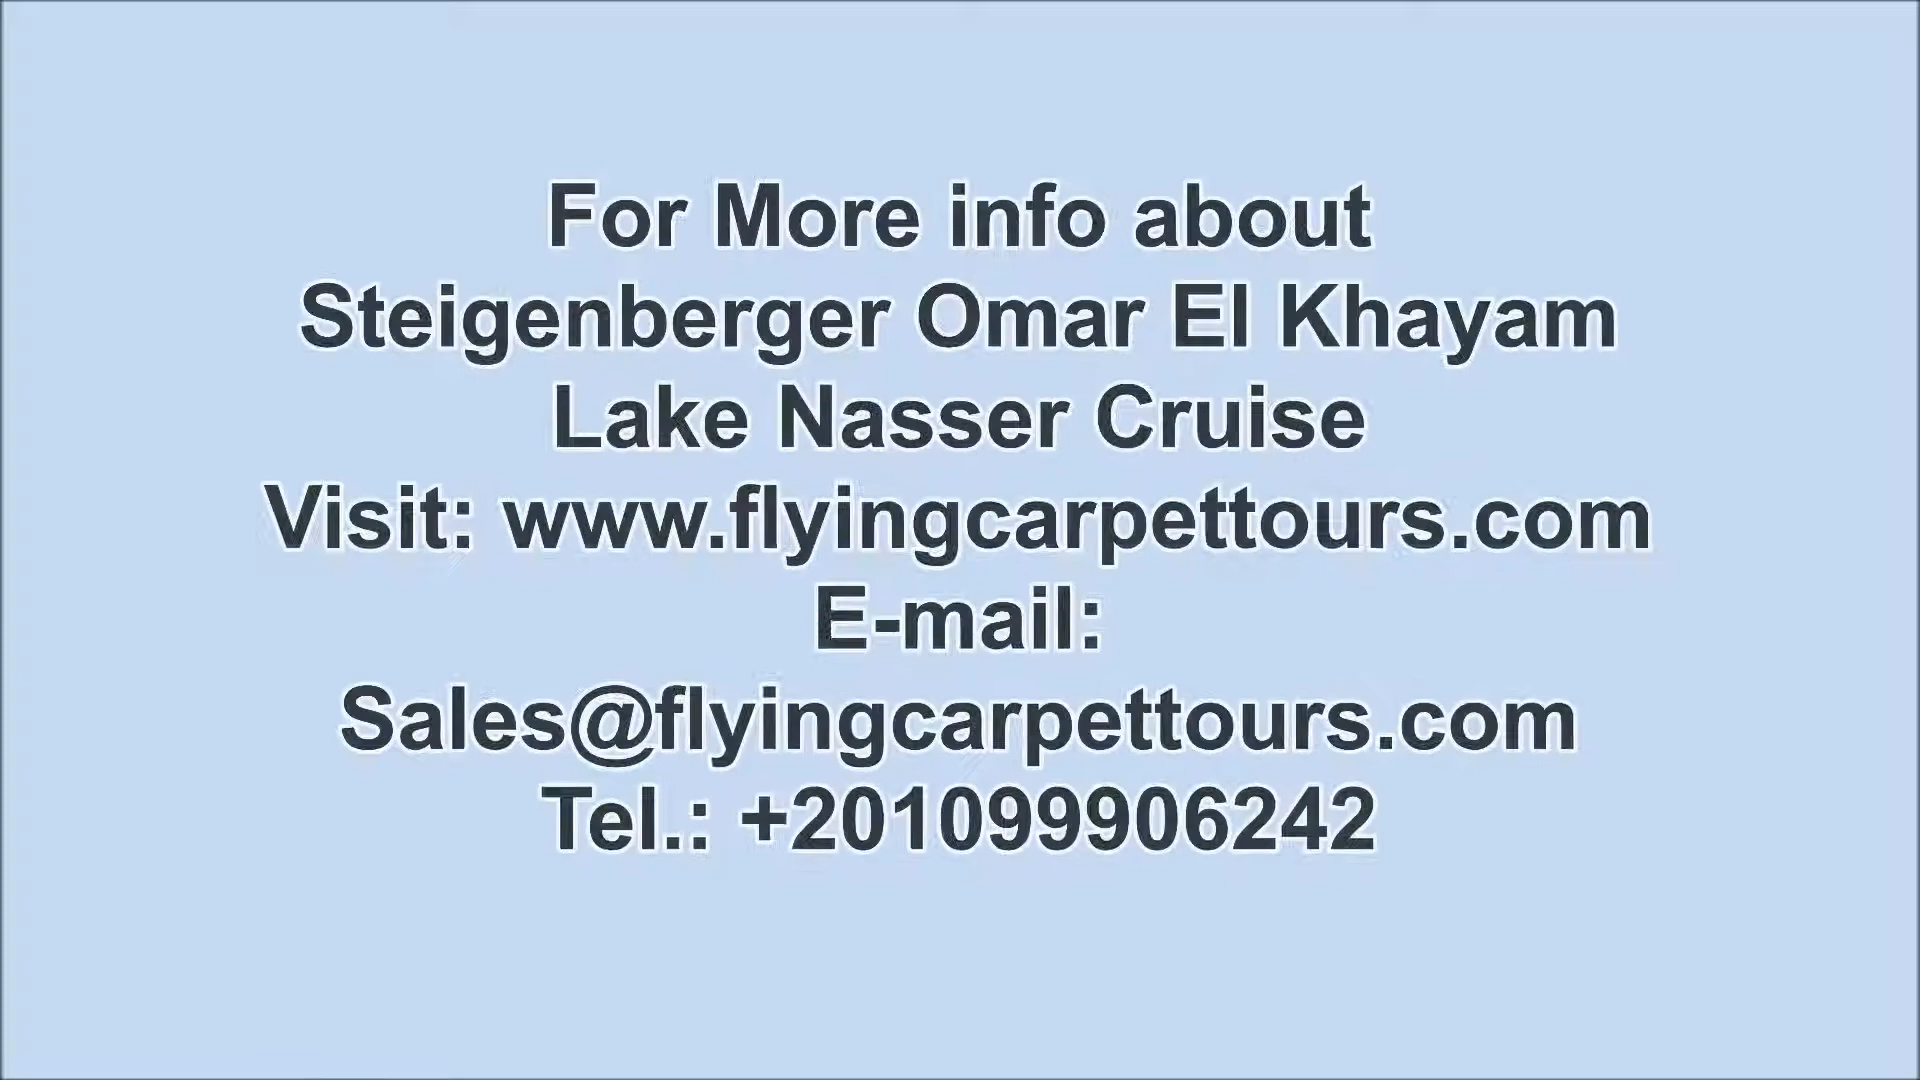 For More info about
Steigenberger Omar El Khayam
Lake Nasser Cruise
Visit: www.flyingcarpettours.com
E-mail:
Sales@flyingcarpettours.com
Tel.: +201099906242